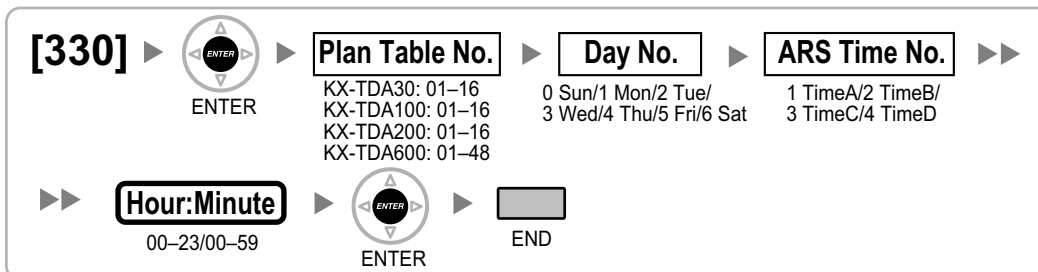 [330] ENTER Plan Table No. Day No. ARS Time No.
ENTER
KX-TDA30: 01–16
KX-TDA100: 01–16
KX-TDA200: 01–16
KX-TDA600: 01–48
0 Sun/1 Mon/2 Tue/
3 Wed/4 Thu/5 Fri/6 Sat
1 TimeA/2 TimeB/
3 TimeC/4 TimeD
Hour:Minute ENTER
00–23/00–59
ENTER
END